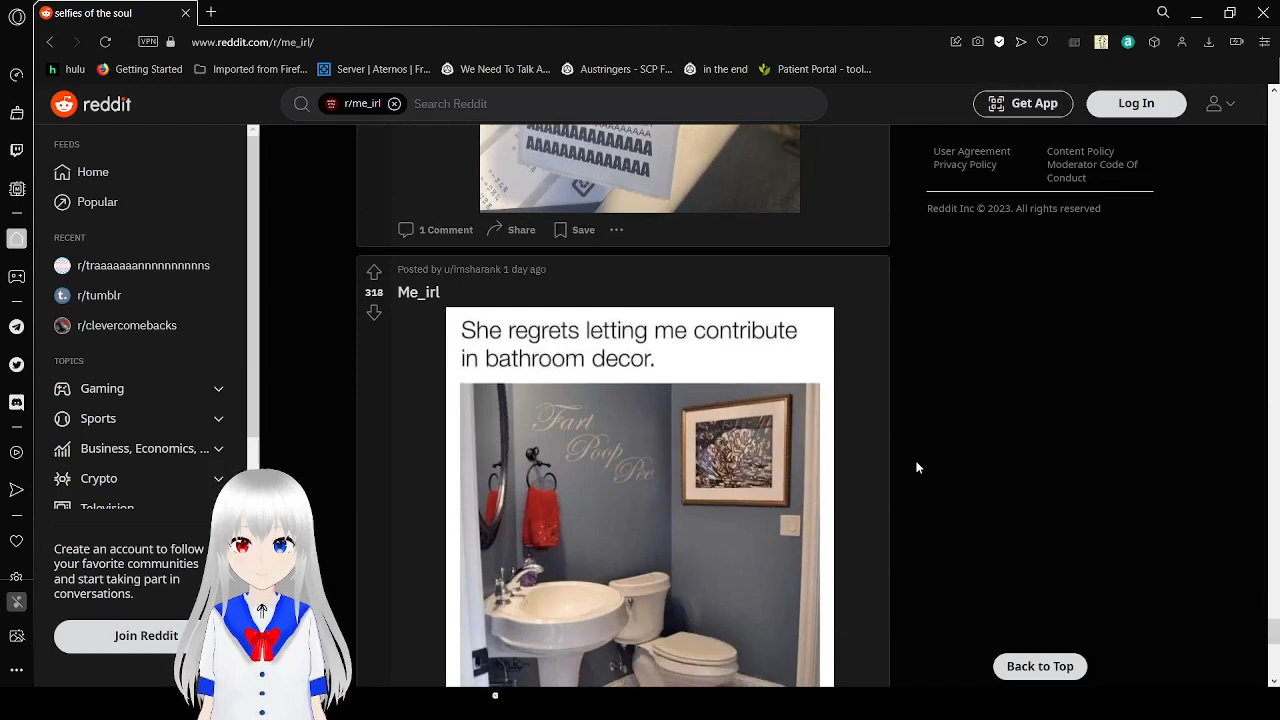 selfies of the soul
VPN
www.reddit.com/r/me_irl/
hulu
Getting Started
Imported from Firef...
Server | Aternos | Fr...
We Need To Talk A...
Austringers - SCP F...
in the end
Patient Portal - tool...
reddit
r/me_irl
Search Reddit
Get App
Log In
FEEDS
Home
Popular
RECENT
r/traaaaaaannnnnnnnns
r/tumblr
r/clevercomebacks
TOPICS
Gaming
Sports
Business, Economics, ...
Crypto
Television
Create an account to follow
your favorite communities
and start taking part in
conversations.
Join Reddit
AAAAAAAAAAAAA
AAAAAAAAAAAAA
1 Comment
Share
Save
318
Posted by u/imsharank 1 day ago
Me_irl
She regrets letting me contribute
in bathroom decor.
Fart
Poop
Pee
User Agreement
Privacy Policy
Content Policy
Moderator Code Of
Conduct
Reddit Inc © 2023. All rights reserved
Back to Top